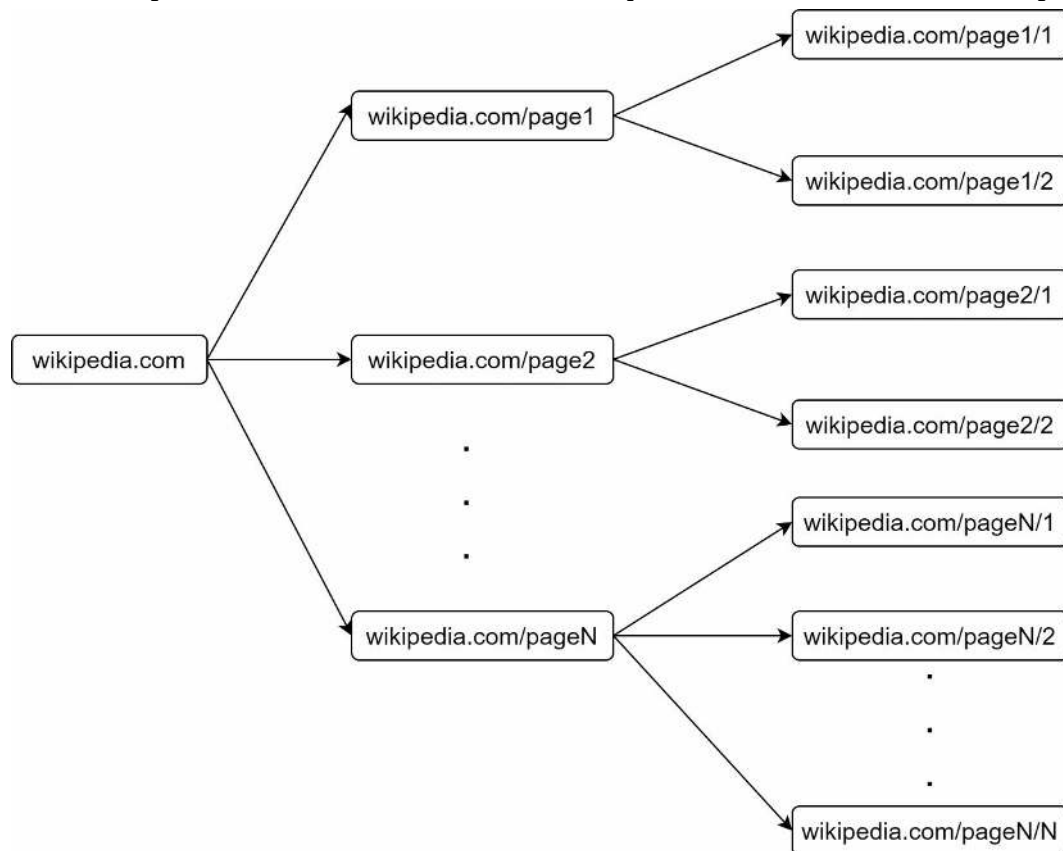 wikipedia.com
wikipedia.com/page1
wikipedia.com/page2
.
.
.
wikipedia.com/pageN
wikipedia.com/page1/1
wikipedia.com/page1/2
wikipedia.com/page2/1
wikipedia.com/page2/2
wikipedia.com/pageN/1
wikipedia.com/pageN/2
.
.
.
wikipedia.com/pageN/N